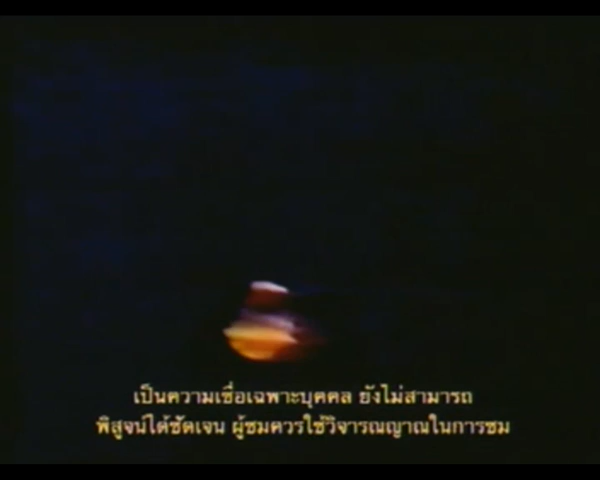 เป็นความเชื่อเฉพาะบุคคล ยังไม่สามารถ
พิสูจน์ได้ชัดเจน ผู้ชมควรใช้วิจารณญาณในการชม